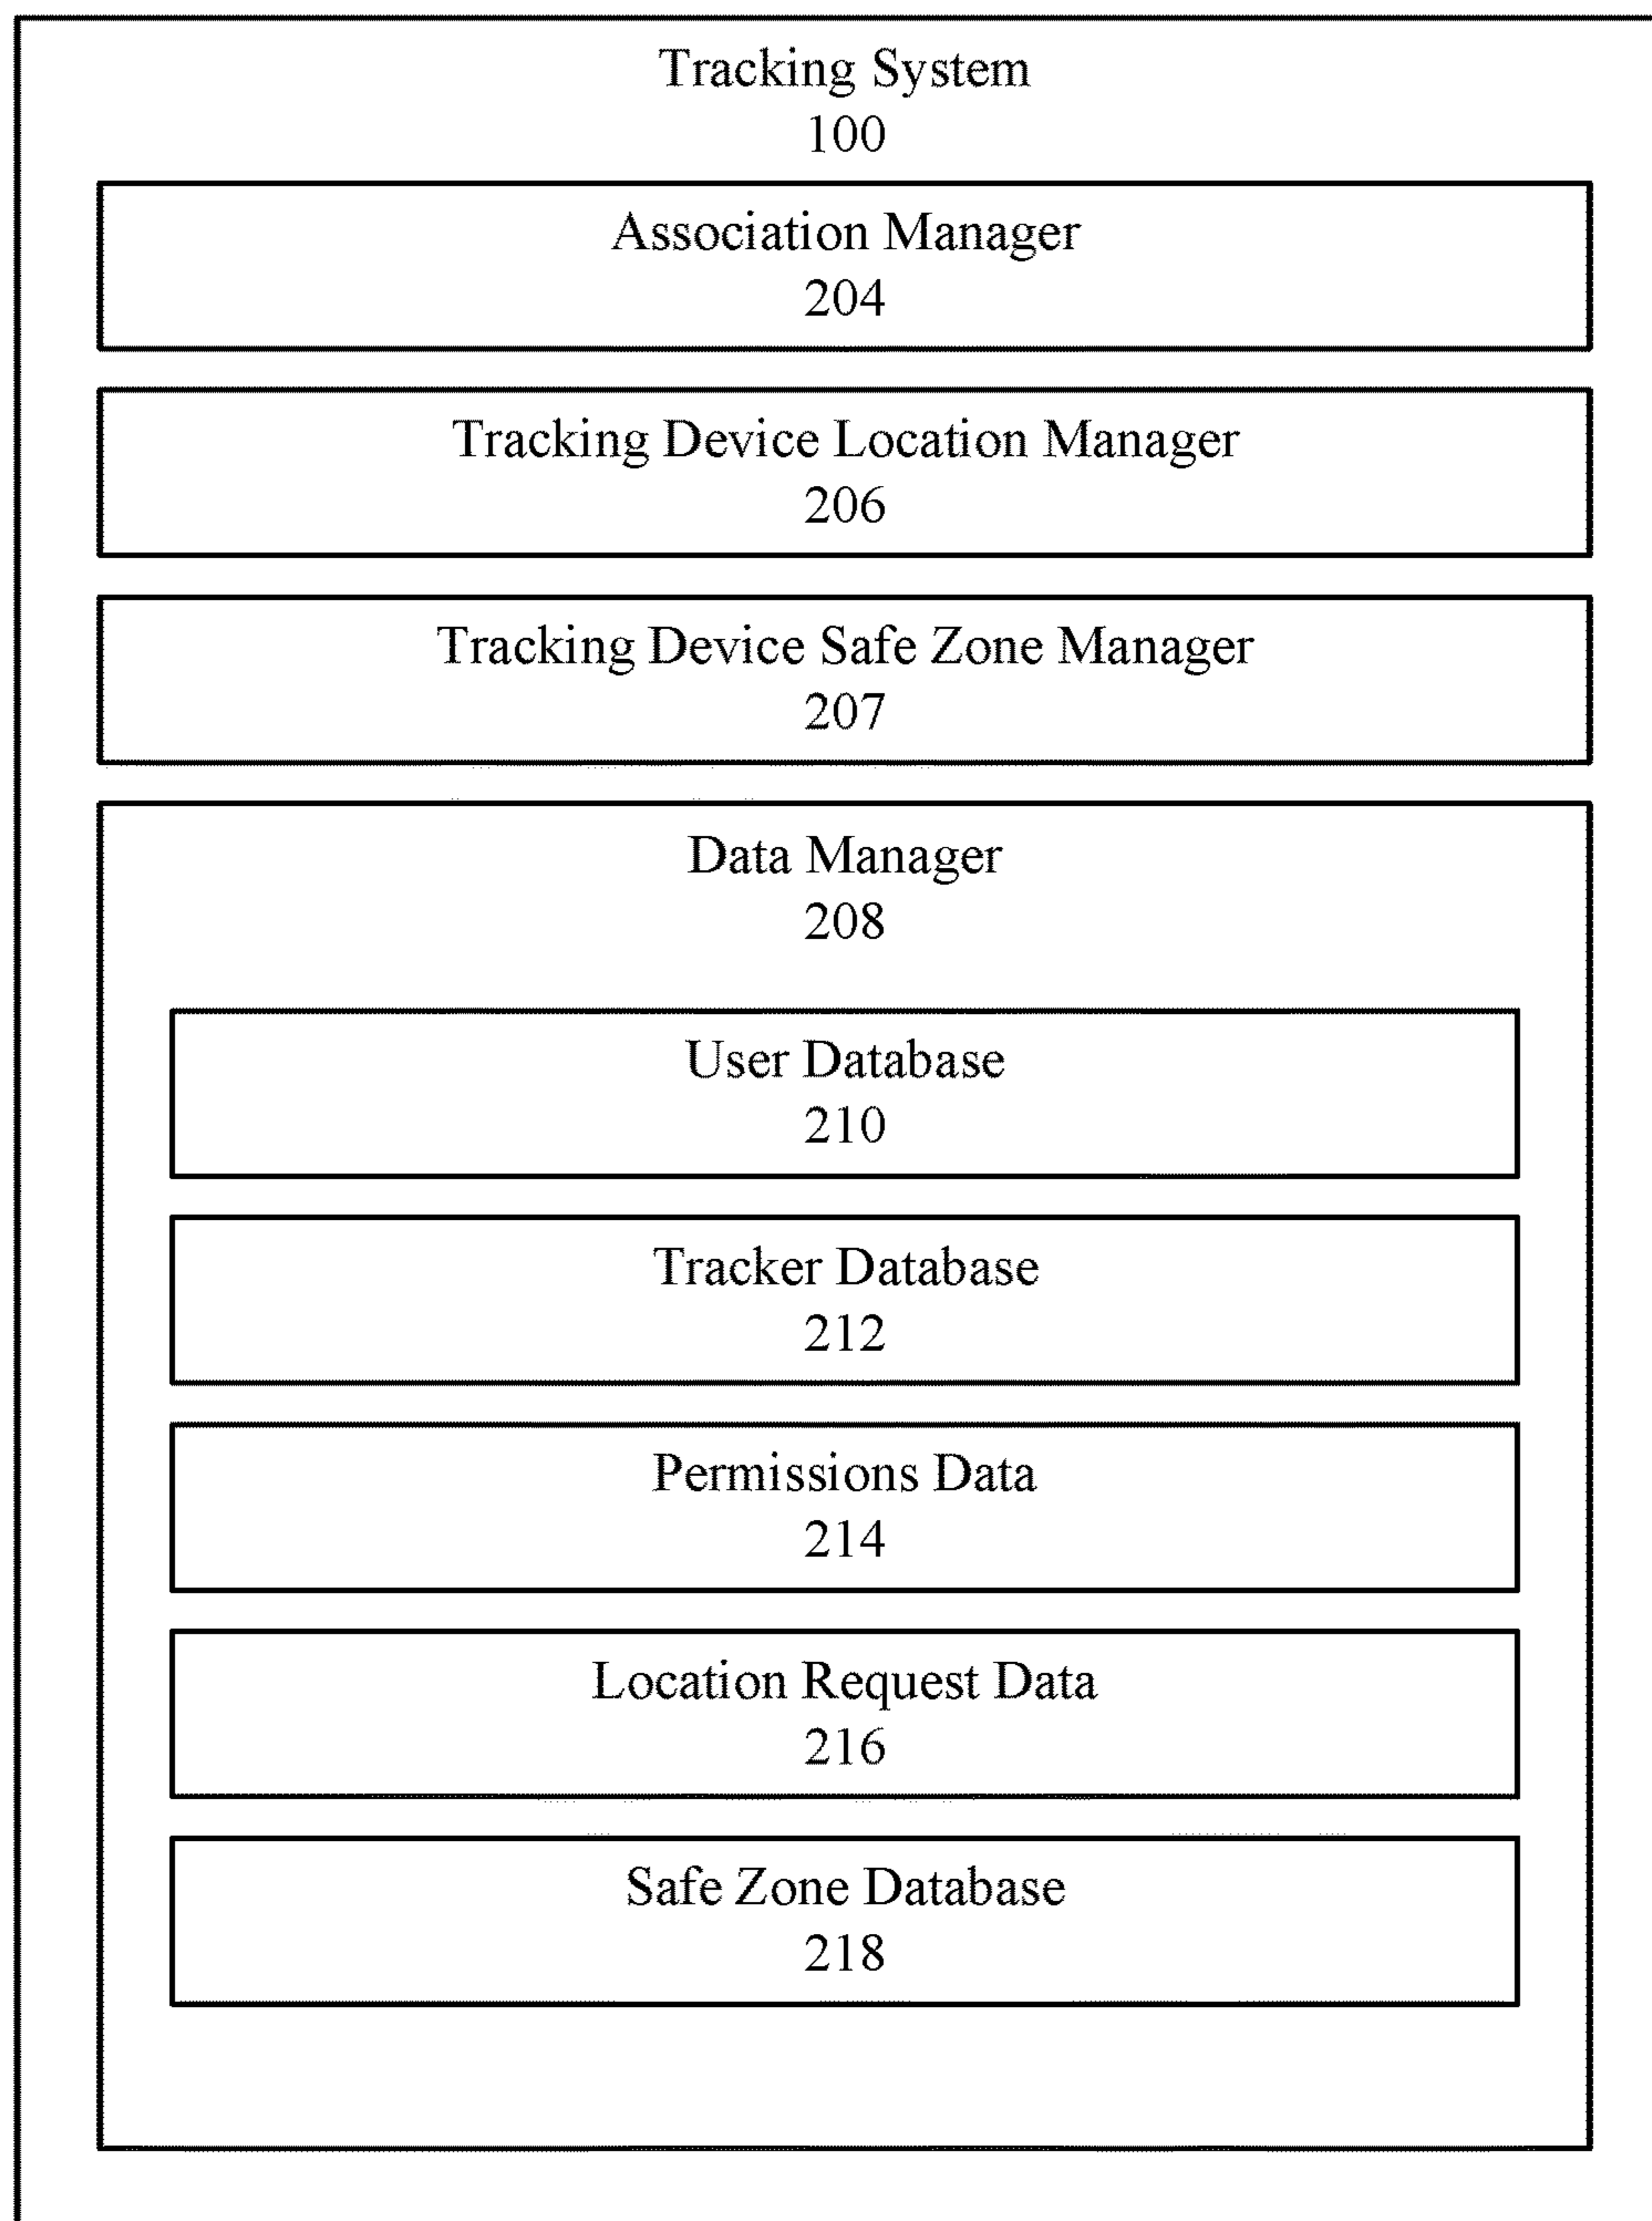 Tracking System
100
Association Manager
204
Tracking Device Location Manager
206
Tracking Device Safe Zone Manager
207
Data Manager
208
User Database
210
Tracker Database
212
Permissions Data
214
Location Request Data
216
Safe Zone Database
218